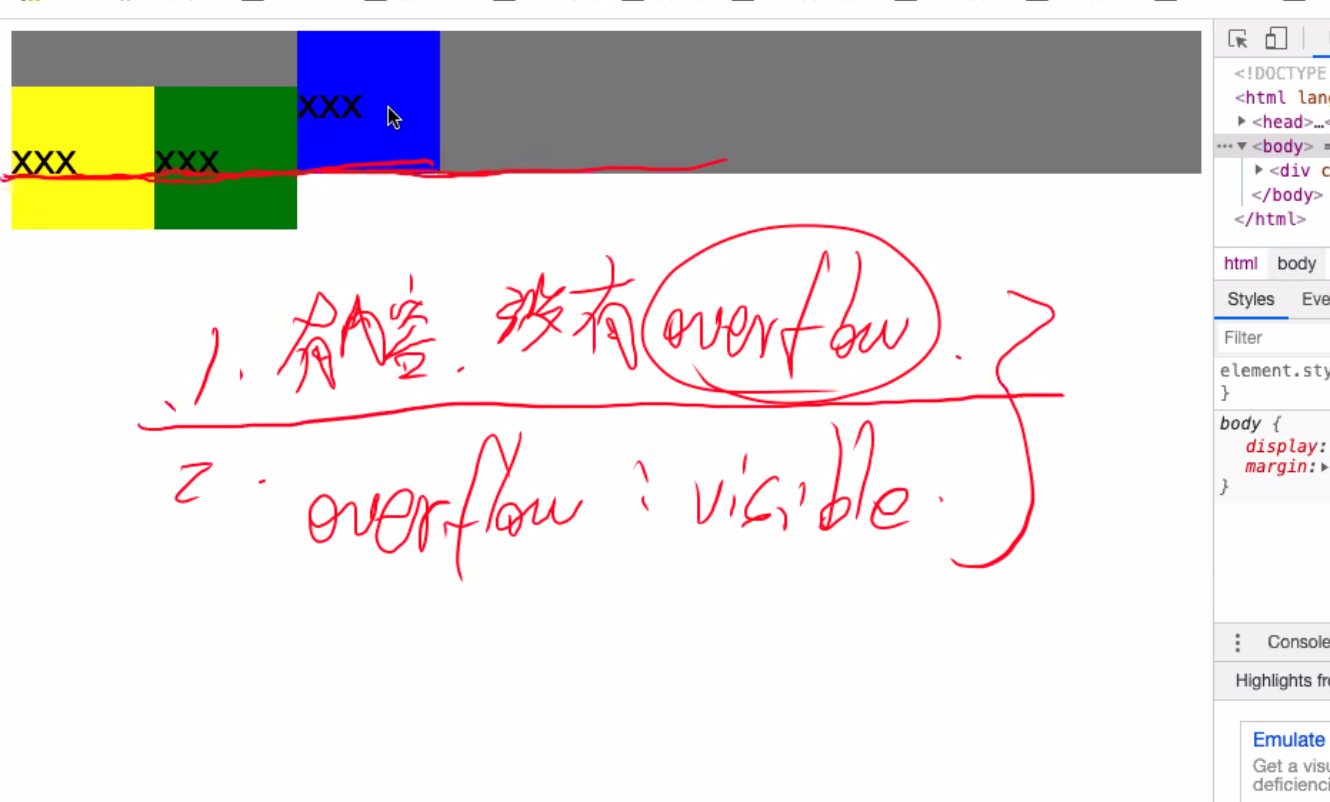 xxx
xxx xxx
1. 有内容. 没有 overflow.
2. overflow : visible.
<!DOCTYPE
<html lan
▶<head>…<
…▼<body> =
▶<div c
</body>
</html>
html body
Styles Eve
Filter
element.sty
}
body {
display:
margin:▶
}
Console
Highlights fr
Emulate
Get a visu
deficienci